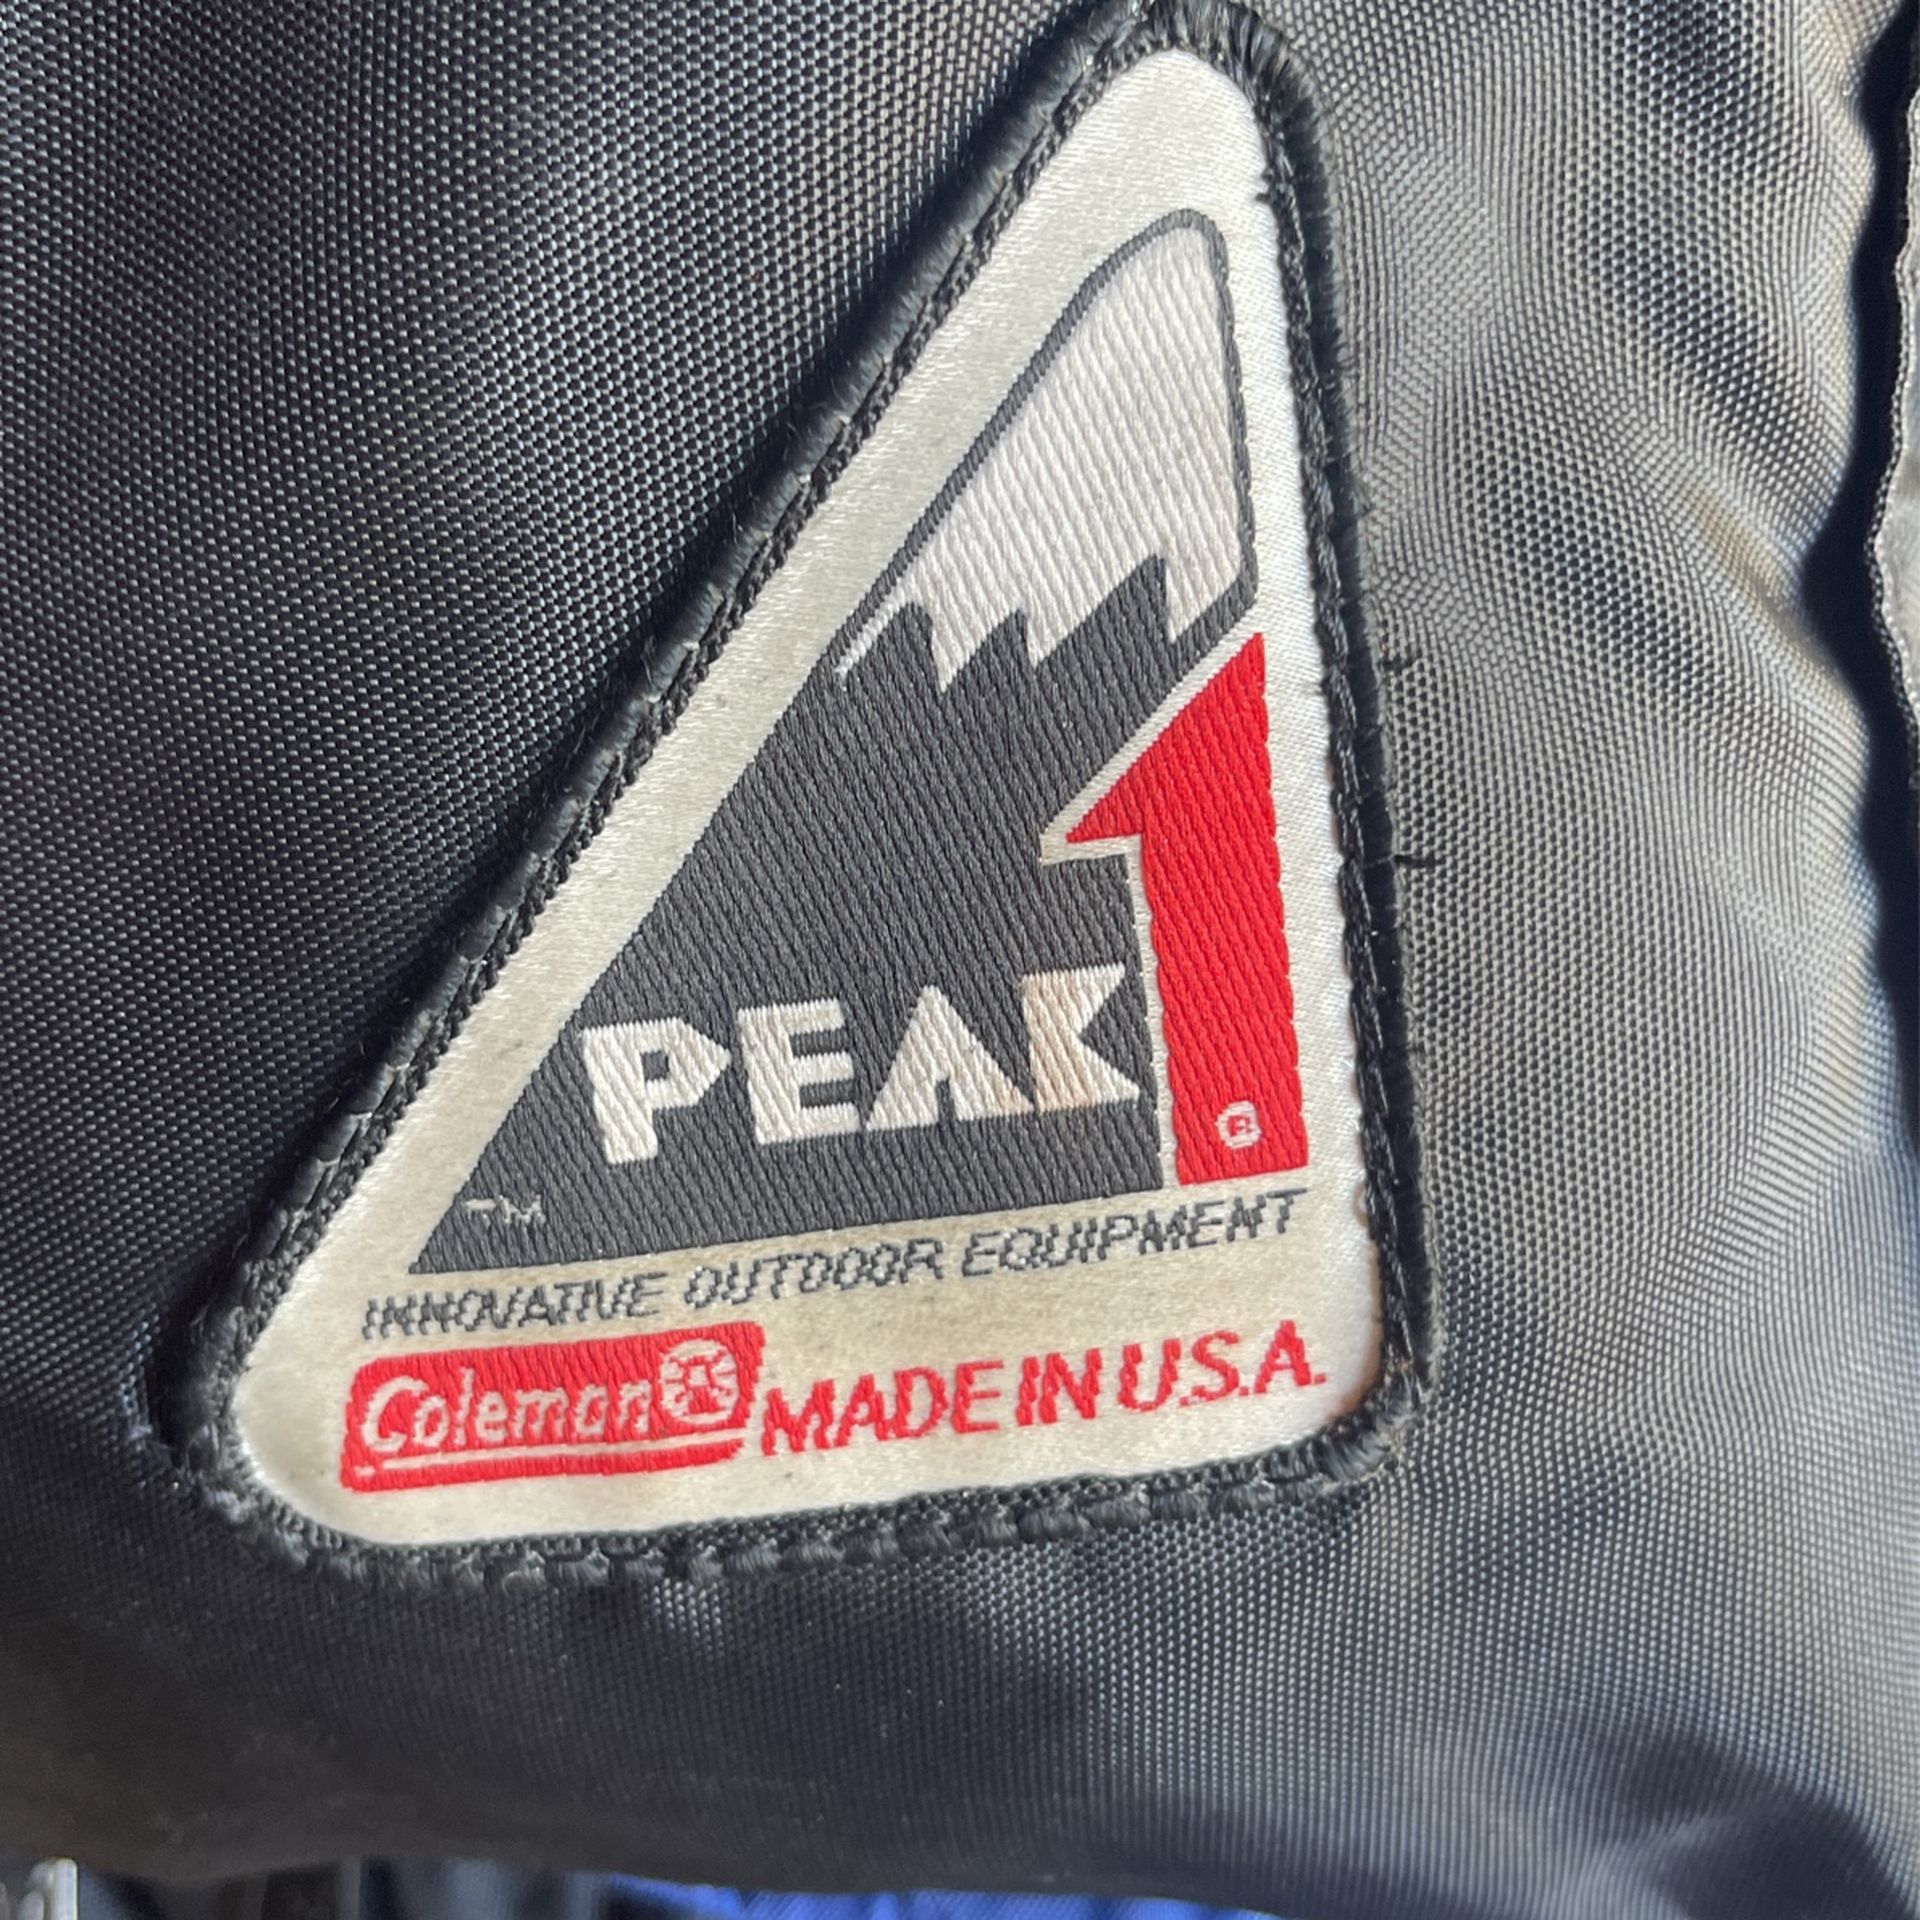 PEAK 1 ®
™
INNOVATIVE OUTDOOR EQUIPMENT
Coleman MADE IN U.S.A.